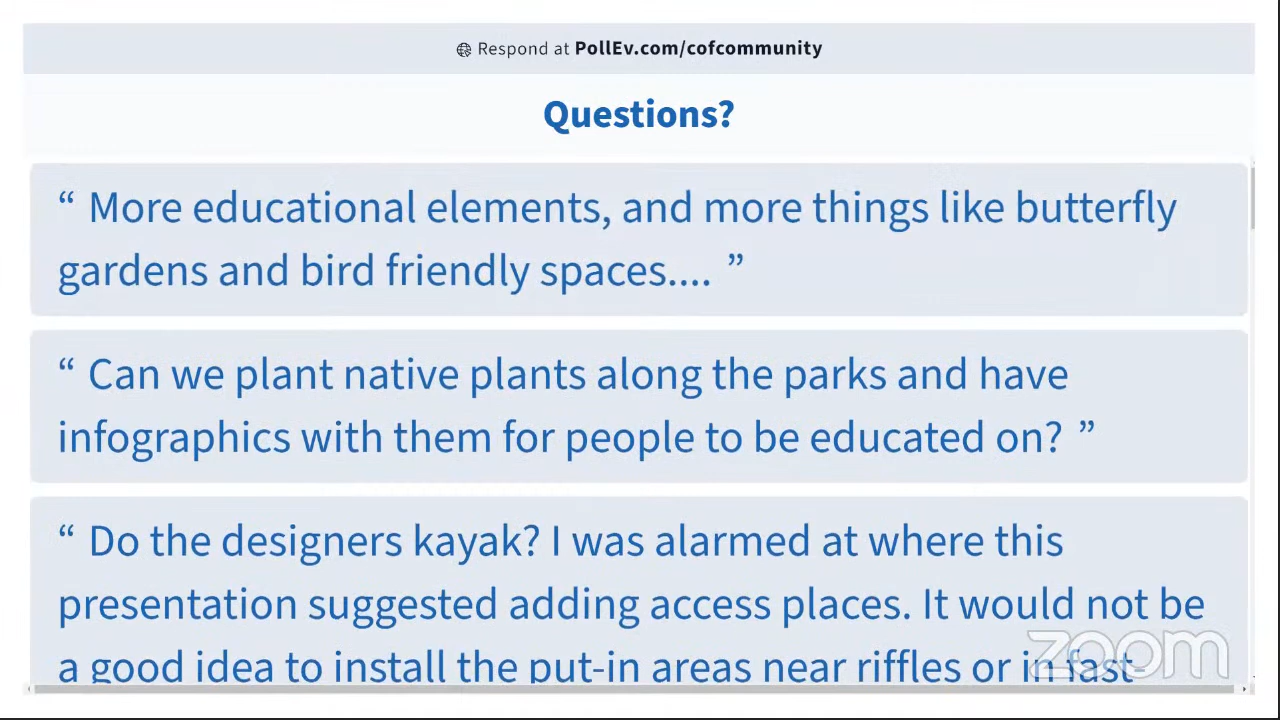 Respond at PollEv.com/cofcommunity
Questions?
“ More educational elements, and more things like butterfly
gardens and bird friendly spaces.... ”
“ Can we plant native plants along the parks and have
infographics with them for people to be educated on? ”
“ Do the designers kayak? I was alarmed at where this
presentation suggested adding access places. It would not be
a good idea to install the put-in areas near riffles or in fast-
zoom